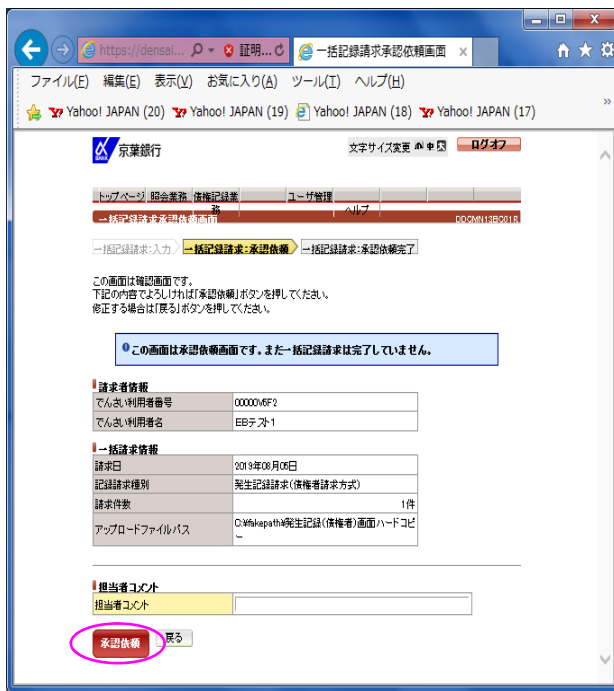 https://densai... 証明... 一括記録請求承認依頼画面 ×
ファイル(F) 編集(E) 表示(V) お気に入り(A) ツール(T) ヘルプ(H)
Yahoo! JAPAN (20) Yahoo! JAPAN (19) Yahoo! JAPAN (18) Yahoo! JAPAN (17) »
京葉銀行 文字サイズ変更 小 中 大 ログオフ
トップページ 照会業務 債権記録業務 ユーザ管理 ヘルプ
一括記録請求承認依頼画面 DDCMN13BC01R
一括記録請求:入力 一括記録請求:承認依頼 一括記録請求:承認依頼完了
この画面は確認画面です。
下記の内容でよろしければ「承認依頼」ボタンを押してください。
修正する場合は「戻る」ボタンを押してください。
この画面は承認依頼画面です。まだ一括記録請求は完了していません。
請求者情報
でんさい利用者番号 00000V6F2
でんさい利用者名 EBテスト1
一括請求情報
請求日 2019年08月05日
記録請求種別 発生記録請求(債権者請求方式)
請求件数 1件
アップロードファイルパス C:¥fakepath¥発生記録(債権者)画面ハードコピ
ー
担当者コメント
担当者コメント
承認依頼 戻る